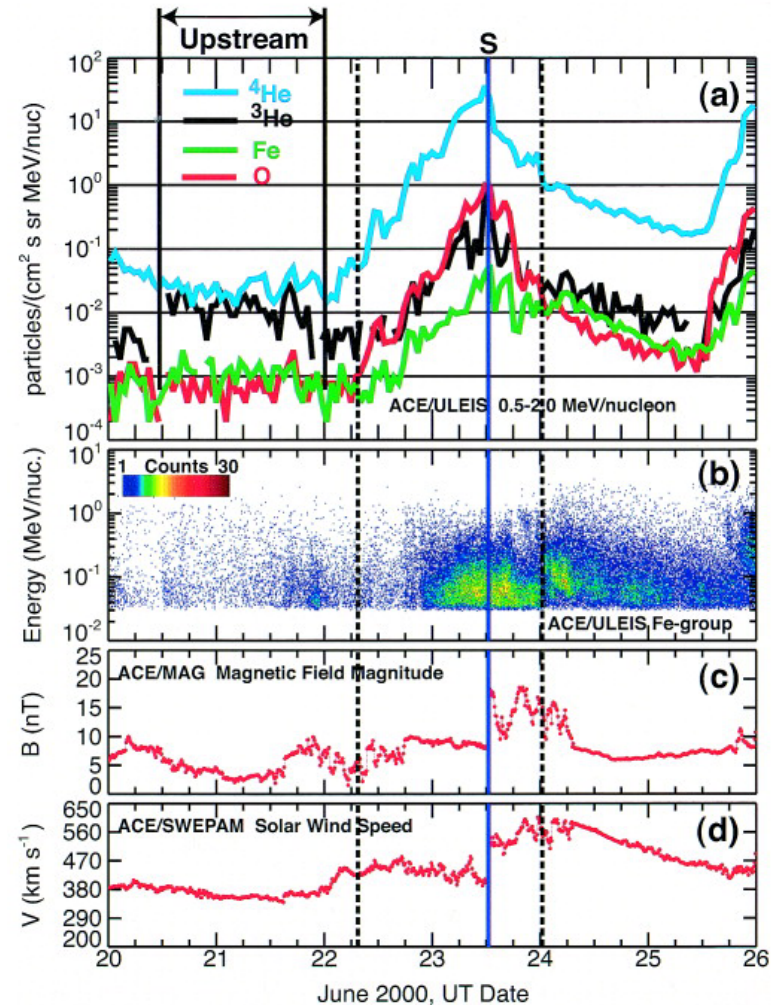 Upstream
S
10²
10¹
10⁰
10⁻¹
10⁻²
10⁻³
10⁻⁴
particles/(cm² s sr MeV/nuc)
(a)
⁴He
³He
Fe
O
ACE/ULEIS 0.5-2.0 MeV/nucleon
1 Counts 30
(b)
10¹
10⁰
10⁻¹
10⁻²
Energy (MeV/nuc.)
ACE/ULEIS Fe-group
ACE/MAG Magnetic Field Magnitude
(c)
25
20
15
10
5
0
B (nT)
ACE/SWEPAM Solar Wind Speed
(d)
650
560
470
380
290
200
V (km s⁻¹)
20 21 22 23 24 25 26
June 2000, UT Date